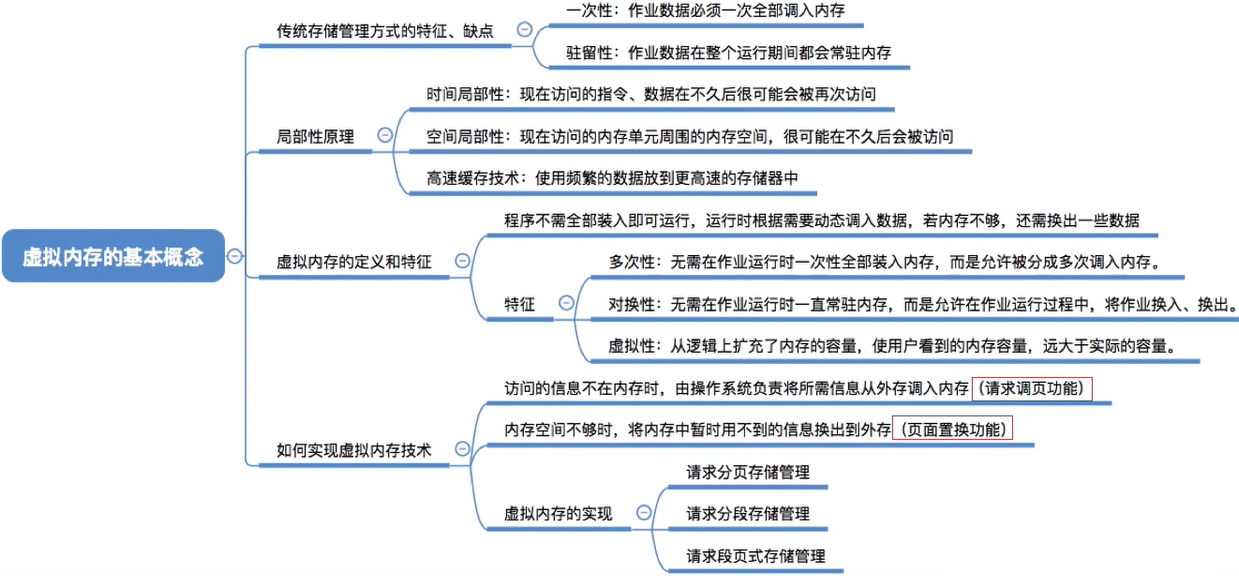 虚拟内存的基本概念
传统存储管理方式的特征、缺点
一次性：作业数据必须一次全部调入内存
驻留性：作业数据在整个运行期间都会常驻内存
局部性原理
时间局部性：现在访问的指令、数据在不久后很可能会被再次访问
空间局部性：现在访问的内存单元周围的内存空间，很可能在不久后会被访问
高速缓存技术：使用频繁的数据放到更高速的存储器中
虚拟内存的定义和特征
程序不需全部装入即可运行，运行时根据需要动态调入数据，若内存不够，还需换出一些数据
特征
多次性：无需在作业运行时一次性全部装入内存，而是允许被分成多次调入内存。
对换性：无需在作业运行时一直常驻内存，而是允许在作业运行过程中，将作业换入、换出。
虚拟性：从逻辑上扩充了内存的容量，使用户看到的内存容量，远大于实际的容量。
如何实现虚拟内存技术
访问的信息不在内存时，由操作系统负责将所需信息从外存调入内存（请求调页功能）
内存空间不够时，将内存中暂时用不到的信息换出到外存（页面置换功能）
虚拟内存的实现
请求分页存储管理
请求分段存储管理
请求段页式存储管理